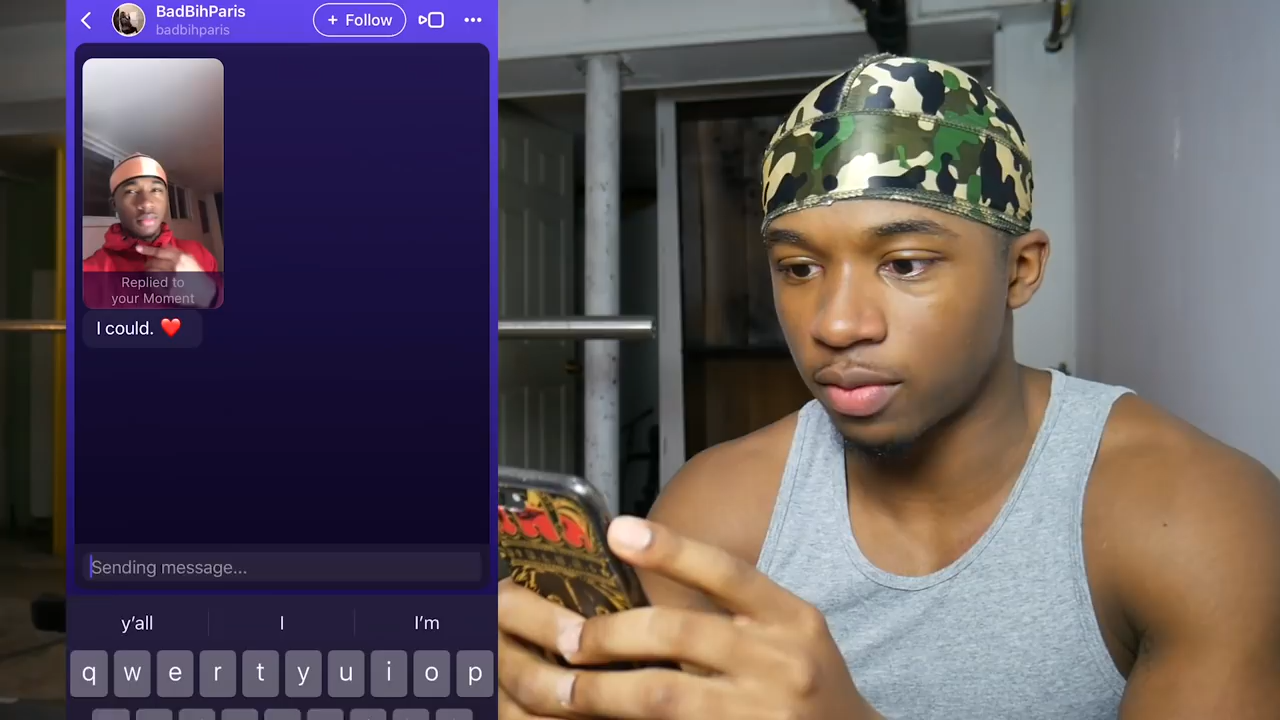 BadBihParis
badbihparis
+ Follow
Replied to
your Moment
I could. ❤️
Sending message...
y'all I I'm
q w e r t y u i o p